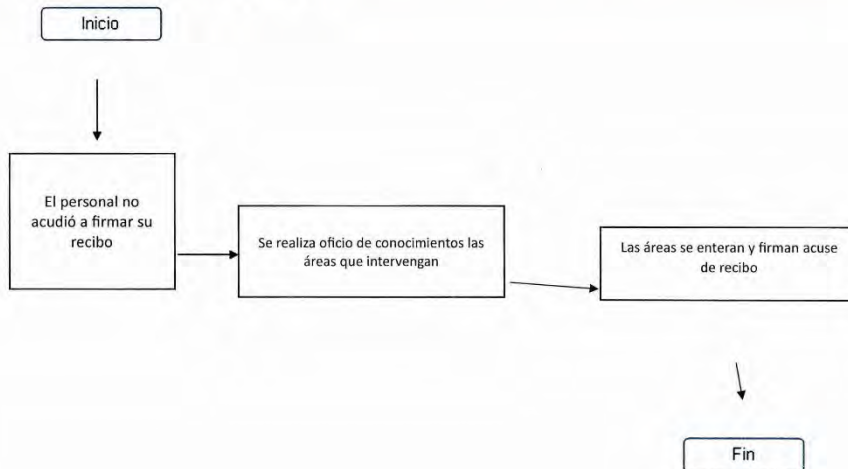 Inicio
El personal no
acudió a firmar su
recibo
Se realiza oficio de conocimientos las
áreas que intervengan
Las áreas se enteran y firman acuse
de recibo
Fin